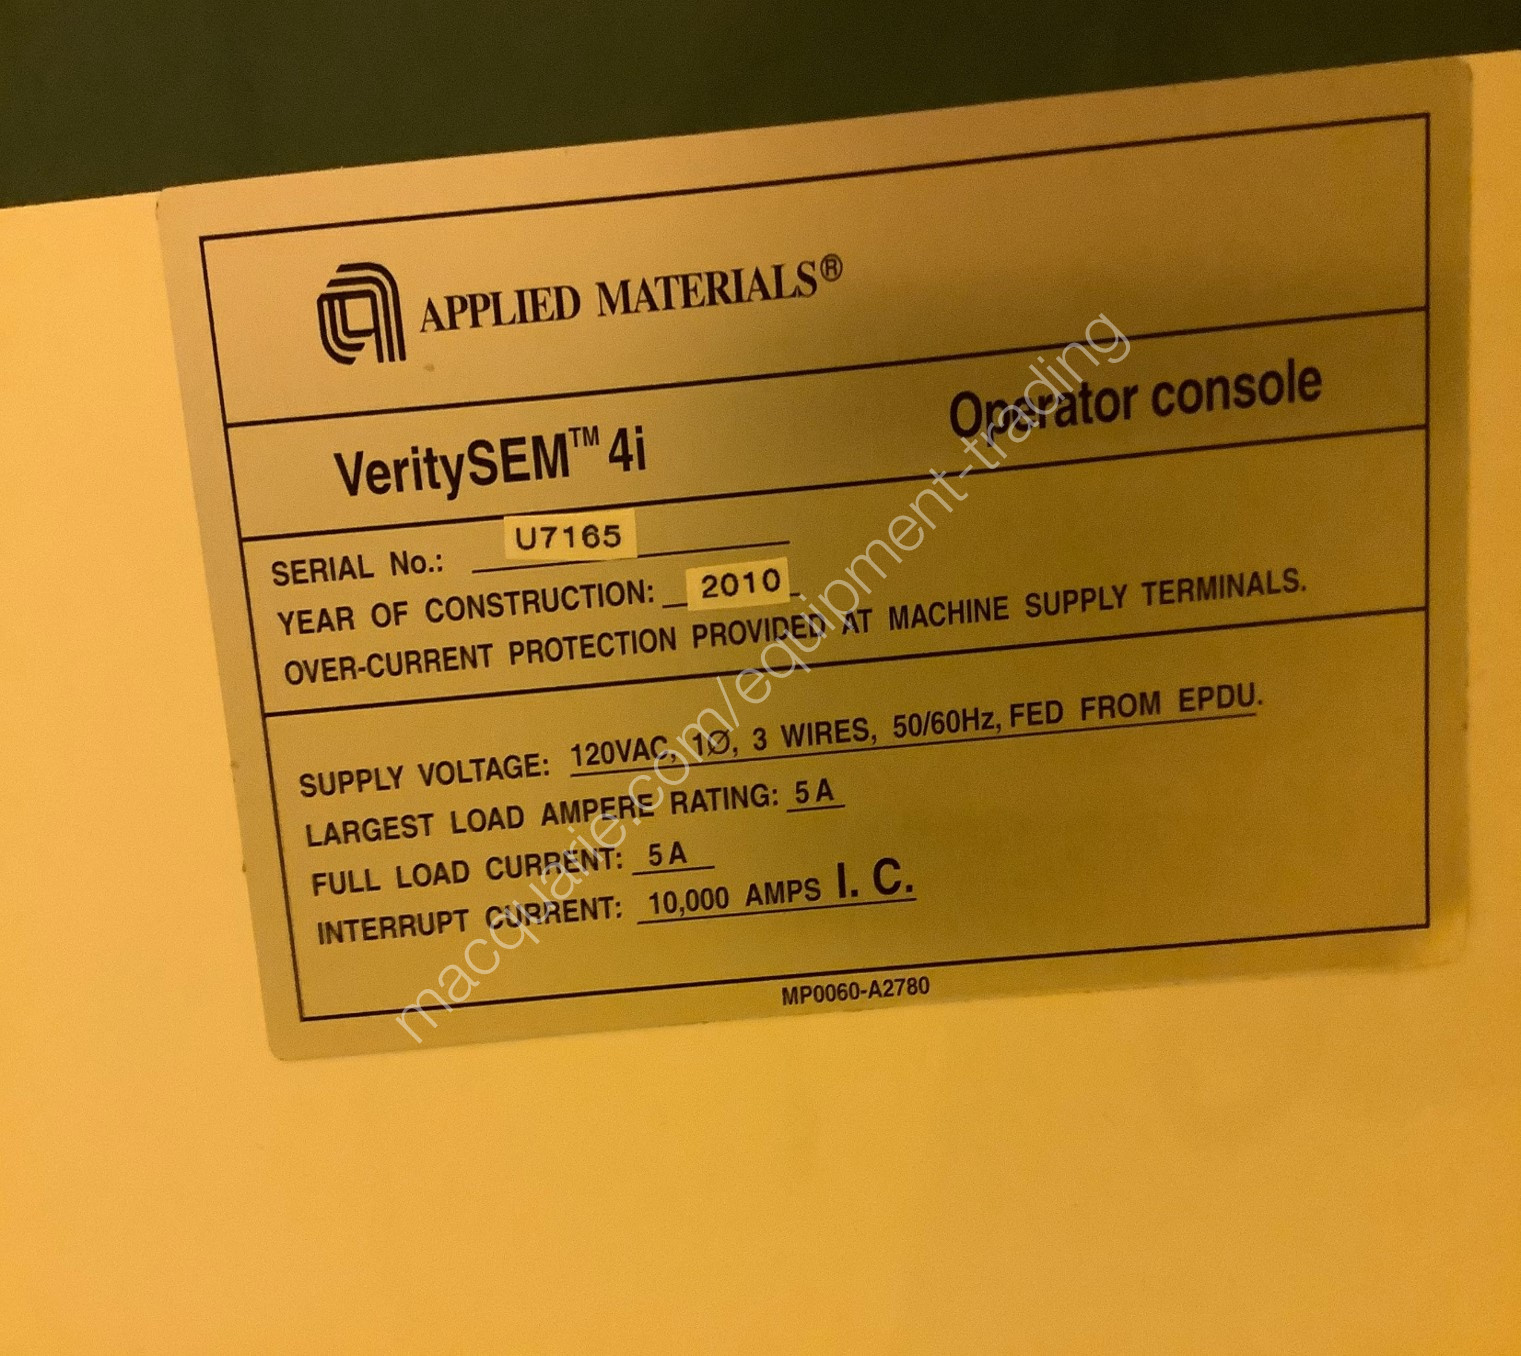 APPLIED MATERIALS®
VeritySEM™ 4i Operator console
SERIAL No.: U7165
YEAR OF CONSTRUCTION: 2010
OVER-CURRENT PROTECTION PROVIDED AT MACHINE SUPPLY TERMINALS.
SUPPLY VOLTAGE: 120VAC, 1Ø, 3 WIRES, 50/60Hz, FED FROM EPDU.
LARGEST LOAD AMPERE RATING: 5 A
FULL LOAD CURRENT: 5 A
INTERRUPT CURRENT: 10,000 AMPS I. C.
MP0060-A2780
macquarie.com/equipment-trading